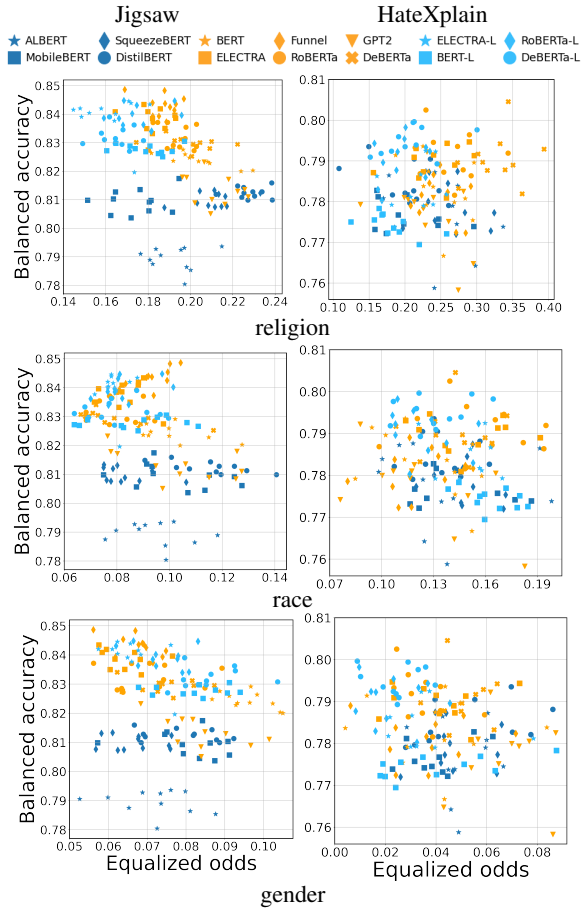 Jigsaw HateXplain
ALBERT SqueezeBERT BERT Funnel GPT2 ELECTRA-L RoBERTa-L
MobileBERT DistilBERT ELECTRA RoBERTa DeBERTa BERT-L DeBERTa-L
0.85 0.81
0.84
0.80
0.83
0.82 0.79
0.81 0.78
0.80
0.77
0.79
0.78 0.76
Balanced accuracy
0.14 0.16 0.18 0.20 0.22 0.24 0.10 0.15 0.20 0.25 0.30 0.35 0.40
religion
0.85 0.81
0.84 0.80
0.83
0.79
0.82
0.81 0.78
0.80 0.77
0.79
0.78 0.76
Balanced accuracy
0.06 0.08 0.10 0.12 0.14 0.07 0.10 0.13 0.16 0.19
race
0.85 0.81
0.84 0.80
0.83
0.79
0.82
0.81 0.78
0.80
0.77
0.79
0.78 0.76
Balanced accuracy
0.05 0.06 0.07 0.08 0.09 0.10 0.00 0.02 0.04 0.06 0.08
Equalized odds Equalized odds
gender